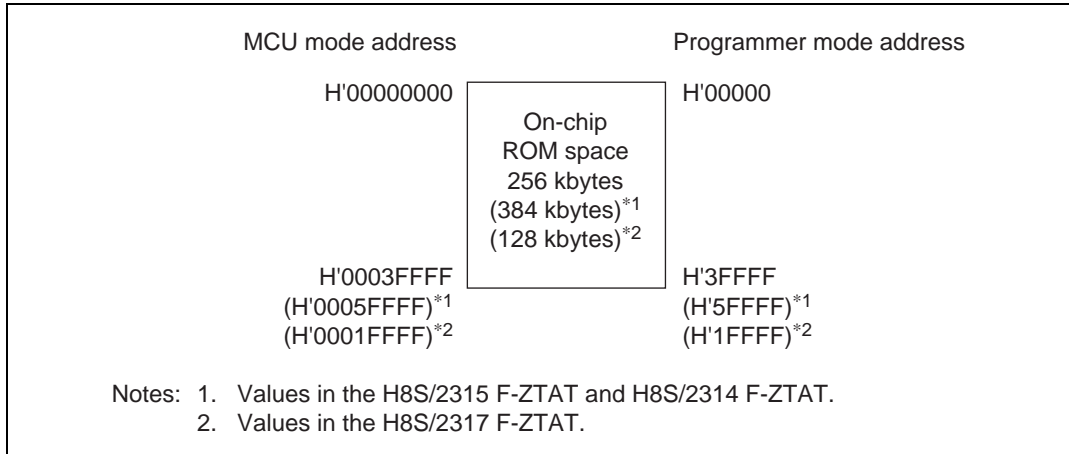 MCU mode address Programmer mode address
H'00000000 H'00000
On-chip
ROM space
256 kbytes
(384 kbytes)*1
(128 kbytes)*2
H'0003FFFF H'3FFFF
(H'0005FFFF)*1 (H'5FFFF)*1
(H'0001FFFF)*2 (H'1FFFF)*2
Notes: 1. Values in the H8S/2315 F-ZTAT and H8S/2314 F-ZTAT.
2. Values in the H8S/2317 F-ZTAT.